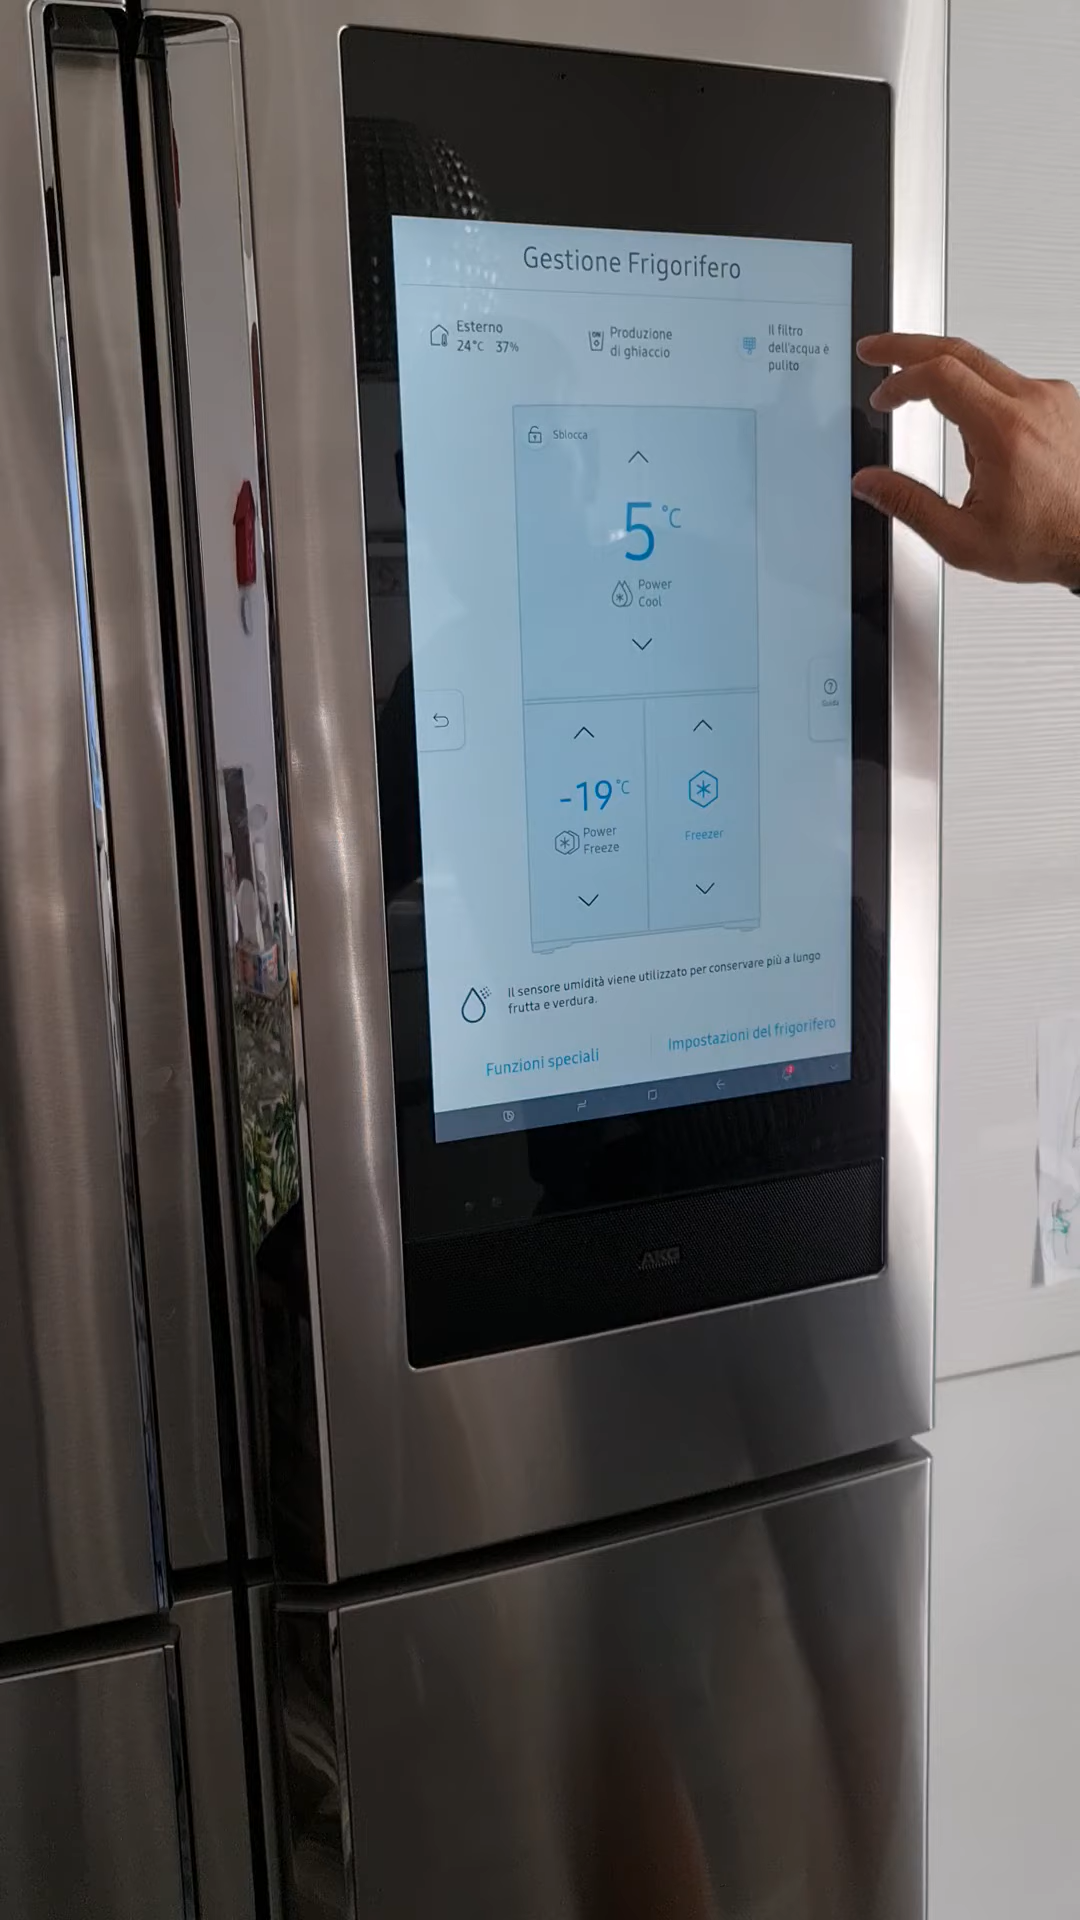 Gestione Frigorifero
Esterno
24°C 37%
Produzione
di ghiaccio
Il filtro
dell'acqua è
pulito
Sblocca
5°C
Power
Cool
Guida
-19°C
Power
Freeze
Freezer
Il sensore umidità viene utilizzato per conservare più a lungo
frutta e verdura.
Funzioni speciali
Impostazioni del frigorifero
AKG